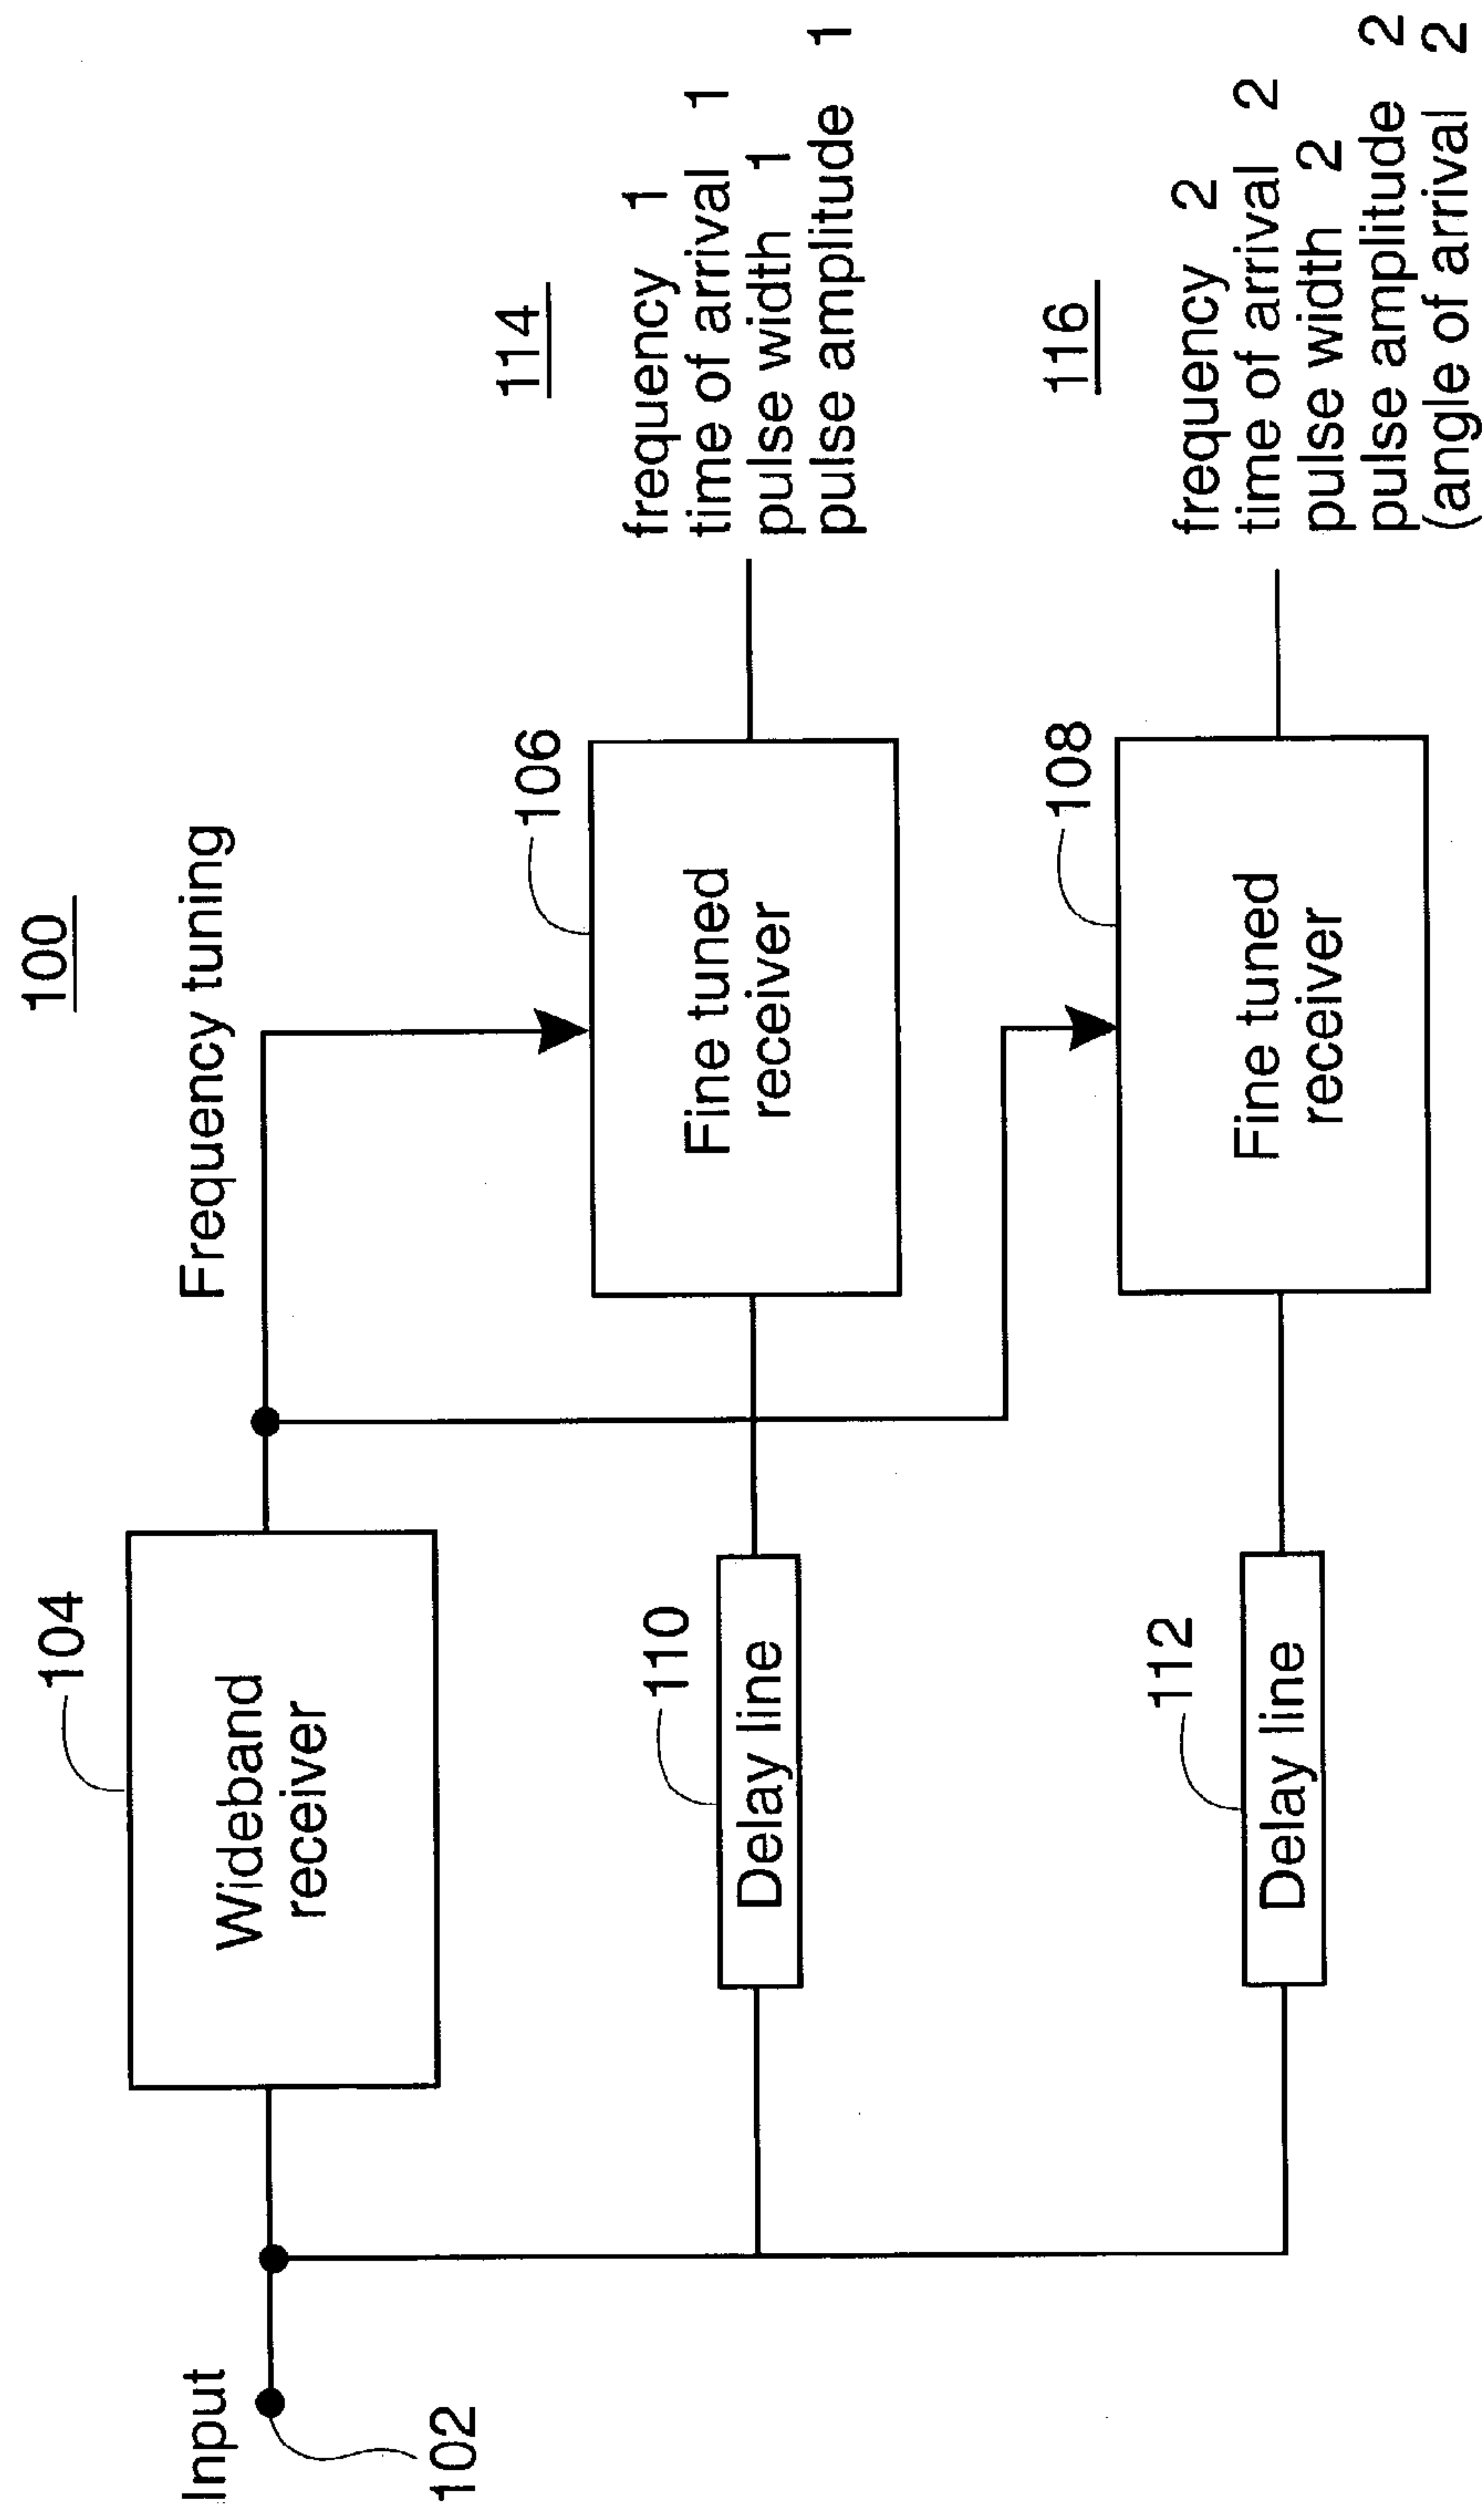 100
Input
102
Wideband
receiver
104
Frequency tuning
Delay line
110
Fine tuned
receiver
106
114
frequency 1
time of arrival 1
pulse width 1
pulse amplitude 1
Delay line
112
Fine tuned
receiver
108
116
frequency 2
time of arrival 2
pulse width 2
pulse amplitude 2
(angle of arrival 2